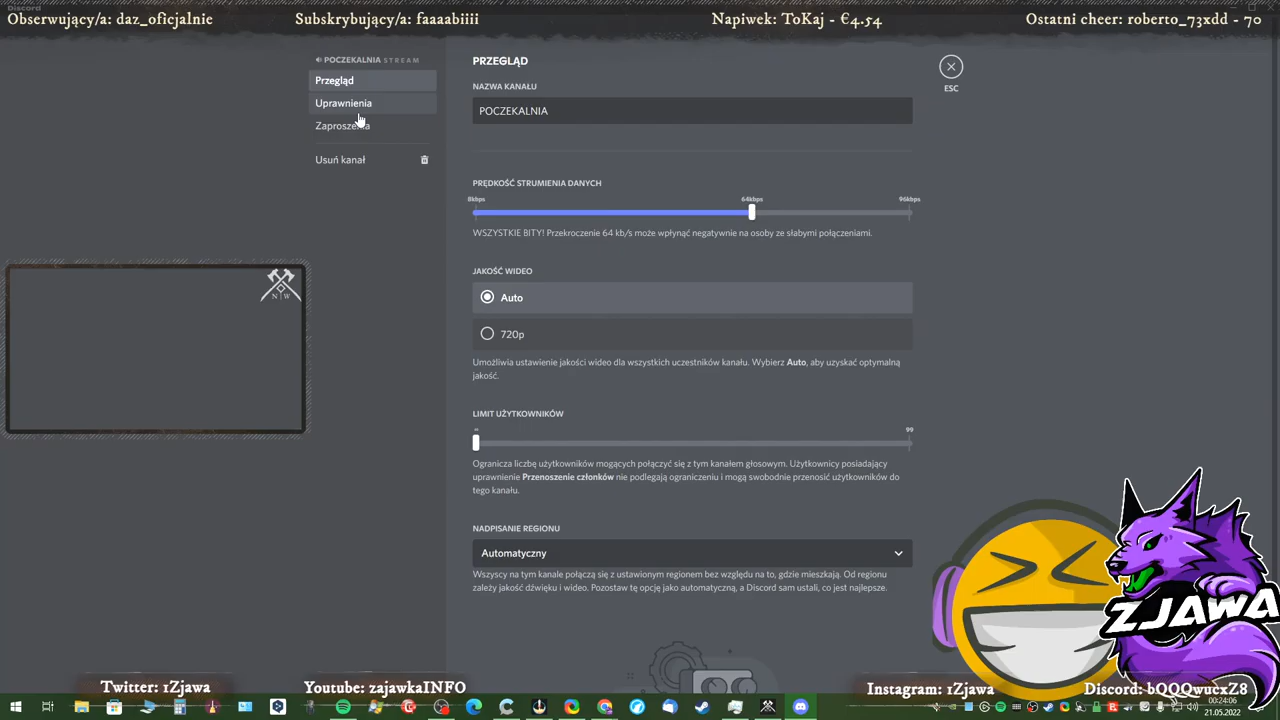 Discord
Obserwujący/a: daz_oficjalnie
Subskrybujący/a: faaaabiiii
Napiwek: ToKaj - €4.54
Ostatni cheer: roberto_73xdd - 70
POCZEKALNIA STREAM
Przegląd
Uprawnienia
Zaproszenia
Usuń kanał
PRZEGLĄD
ESC
NAZWA KANAŁU
POCZEKALNIA
PRĘDKOŚĆ STRUMIENIA DANYCH
8kbps
64kbps
96kbps
WSZYSTKIE BITY! Przekroczenie 64 kb/s może wpłynąć negatywnie na osoby ze słabymi połączeniami.
JAKOŚĆ WIDEO
Auto
720p
Umożliwia ustawienie jakości wideo dla wszystkich uczestników kanału. Wybierz Auto, aby uzyskać optymalną
jakość.
LIMIT UŻYTKOWNIKÓW
∞
99
Ogranicza liczbę użytkowników mogących połączyć się z tym kanałem głosowym. Użytkownicy posiadający
uprawnienie Przenoszenie członków nie podlegają ograniczeniu i mogą swobodnie przenosić użytkowników do
tego kanału.
NADPISANIE REGIONU
Automatyczny
Wszyscy na tym kanale połączą się z ustawionym regionem bez względu na to, gdzie mieszkają. Od regionu
zależy jakość dźwięku i wideo. Pozostaw tę opcję jako automatyczną, a Discord sam ustali, co jest najlepsze.
N W
ZJAWA
Twitter: 1Zjawa
Youtube: zajawkaINFO
Instagram: 1Zjawa
Discord: bQQQwucxZ8
00:24:06
21.05.2022